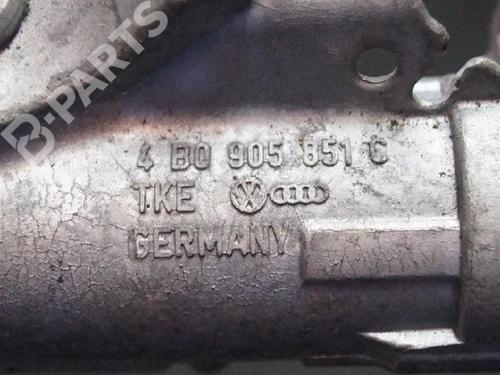 B-PARTS
4 B0 905 851 C
TKE
GERMANY